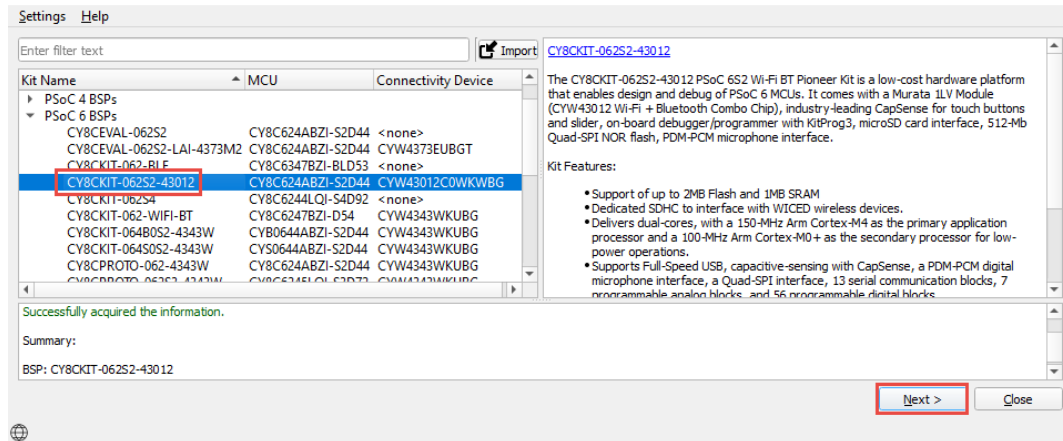 Settings Help
Enter filter text
Import
Kit Name MCU Connectivity Device
PSoC 4 BSPs
PSoC 6 BSPs
CY8CEVAL-062S2 CY8C624ABZI-S2D44 <none>
CY8CEVAL-062S2-LAI-4373M2 CY8C624ABZI-S2D44 CYW4373EUBGT
CY8CKIT-062-BLE CY8C6347BZI-BLD53 <none>
CY8CKIT-062S2-43012 CY8C624ABZI-S2D44 CYW43012C0WKWBG
CY8CKIT-062S4 CY8C6244LQI-S4D92 <none>
CY8CKIT-062-WIFI-BT CY8C6247BZI-D54 CYW4343WKUBG
CY8CKIT-064B0S2-4343W CYB0644ABZI-S2D44 CYW4343WKUBG
CY8CKIT-064S0S2-4343W CYS0644ABZI-S2D44 CYW4343WKUBG
CY8CPROTO-062-4343W CY8C624ABZI-S2D44 CYW4343WKUBG
CY8CKIT-062S2-43012
The CY8CKIT-062S2-43012 PSoC 6S2 Wi-Fi BT Pioneer Kit is a low-cost hardware platform
that enables design and debug of PSoC 6 MCUs. It comes with a Murata 1LV Module
(CYW43012 Wi-Fi + Bluetooth Combo Chip), industry-leading CapSense for touch buttons
and slider, on-board debugger/programmer with KitProg3, microSD card interface, 512-Mb
Quad-SPI NOR flash, PDM-PCM microphone interface.
Kit Features:
•Support of up to 2MB Flash and 1MB SRAM
•Dedicated SDHC to interface with WICED wireless devices.
•Delivers dual-cores, with a 150-MHz Arm Cortex-M4 as the primary application
processor and a 100-MHz Arm Cortex-M0+ as the secondary processor for low-
power operations.
•Supports Full-Speed USB, capacitive-sensing with CapSense, a PDM-PCM digital
microphone interface, a Quad-SPI interface, 13 serial communication blocks, 7
programmable analog blocks, and 56 programmable digital blocks
Successfully acquired the information.
Summary:
BSP: CY8CKIT-062S2-43012
Next > Close